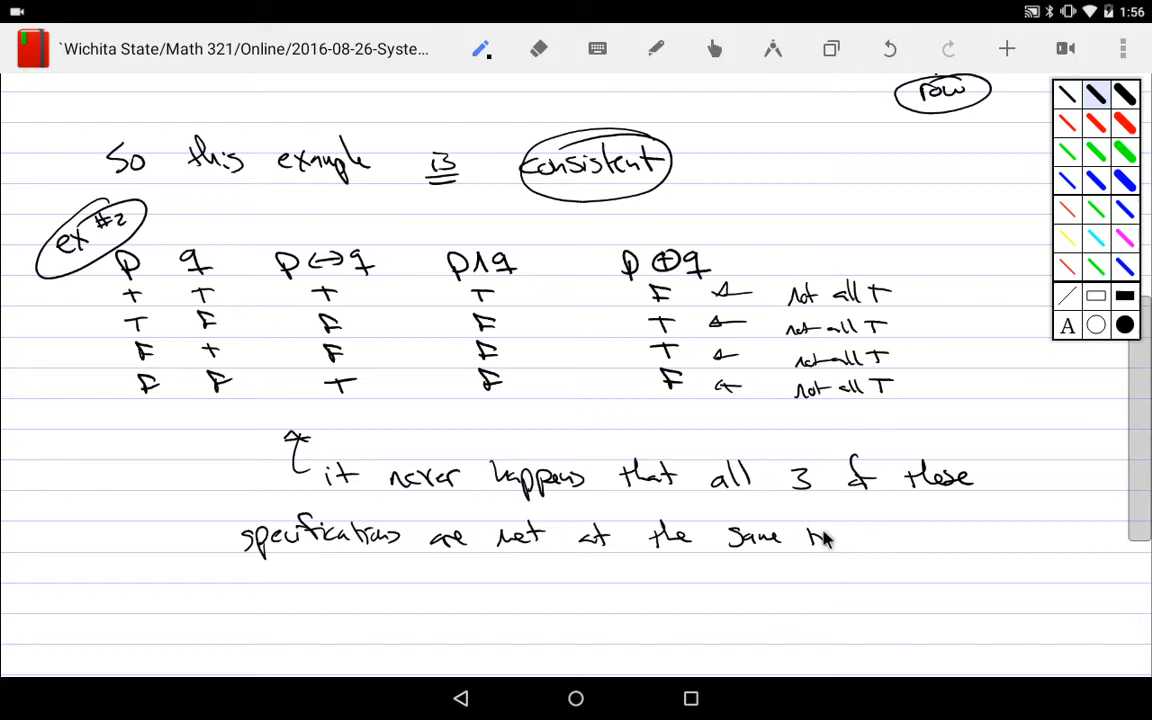 1:56
`Wichita State/Math 321/Online/2016-08-26-Syste...
row
So this example is consistent
ex #2
p q p↔q p∧q p⊕q
T T T T F ← not all T
T F F F T ← not all T
F T F F T ← not all T
F F T F F ← not all T
it never happens that all 3 of these
specifications are met at the same
A